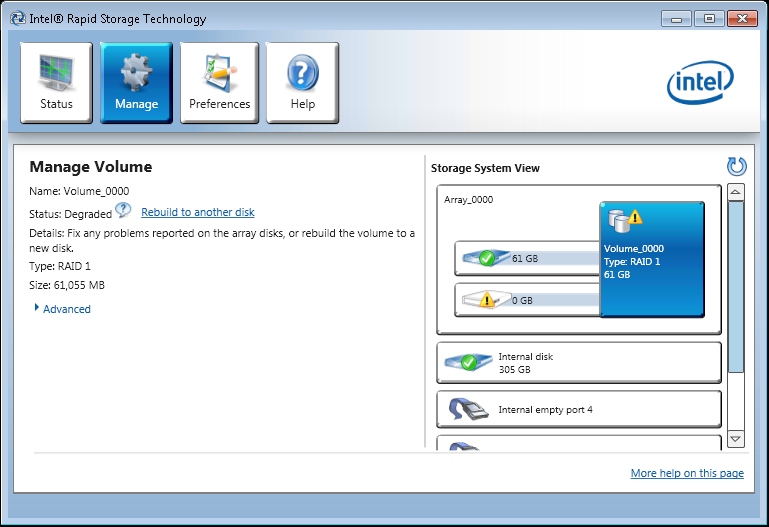 Intel® Rapid Storage Technology
Status
Manage
Preferences
Help
intel
Manage Volume
Name: Volume_0000
Status: Degraded
Rebuild to another disk
Details: Fix any problems reported on the array disks, or rebuild the volume to a
new disk.
Type: RAID 1
Size: 61,055 MB
Advanced
Storage System View
Array_0000
61 GB
0 GB
Volume_0000
Type: RAID 1
61 GB
Internal disk
305 GB
Internal empty port 4
More help on this page